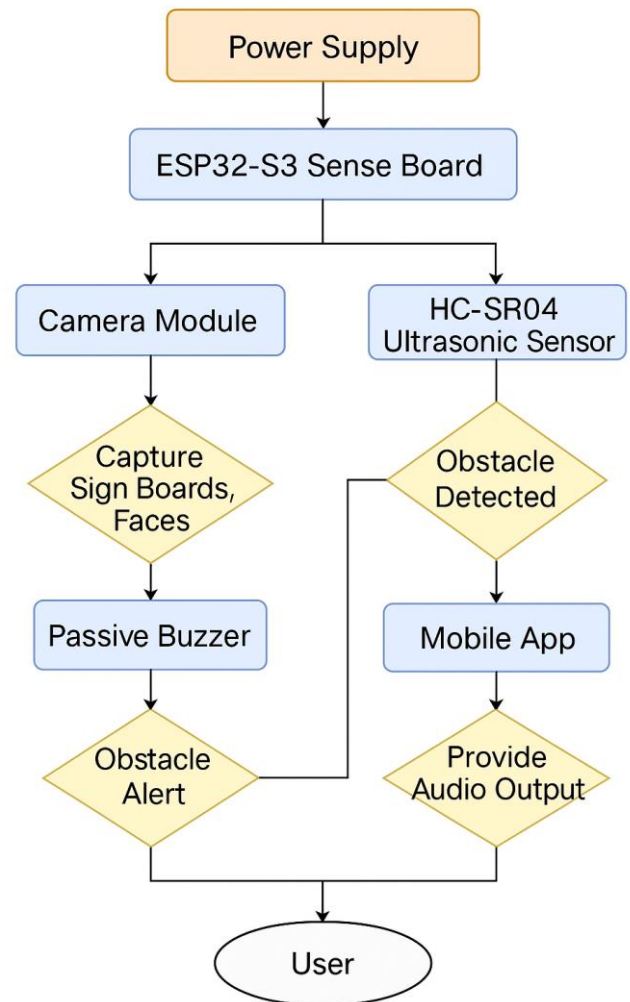 Power Supply
ESP32-S3 Sense Board
Camera Module
HC-SR04
Ultrasonic Sensor
Capture
Sign Boards,
Faces
Obstacle
Detected
Passive Buzzer
Mobile App
Obstacle
Alert
Provide
Audio Output
User